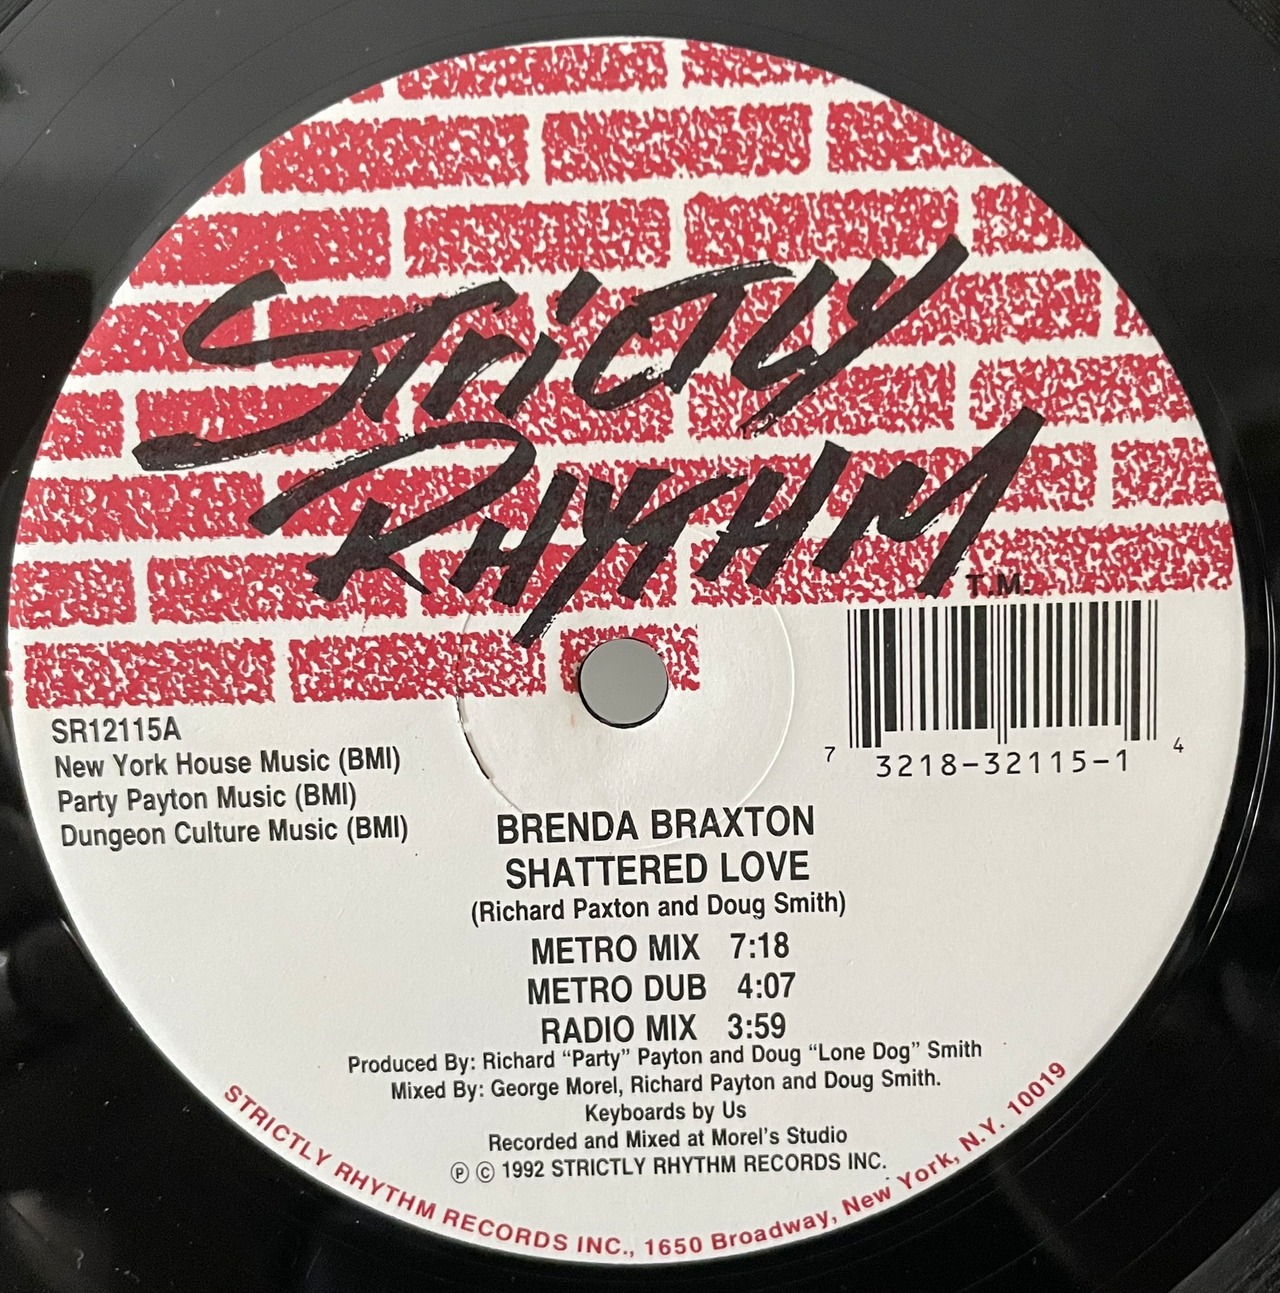 STRICTLY
RHYTHM
T.M.
7 3218-32115-1 4
SR12115A
New York House Music (BMI)
Party Payton Music (BMI)
Dungeon Culture Music (BMI)
BRENDA BRAXTON
SHATTERED LOVE
(Richard Paxton and Doug Smith)
METRO MIX 7:18
METRO DUB 4:07
RADIO MIX 3:59
Produced By: Richard “Party” Payton and Doug “Lone Dog” Smith
Mixed By: George Morel, Richard Payton and Doug Smith.
Keyboards by Us
Recorded and Mixed at Morel's Studio
℗ © 1992 STRICTLY RHYTHM RECORDS INC.
STRICTLY RHYTHM RECORDS INC., 1650 Broadway, New York, N.Y. 10019